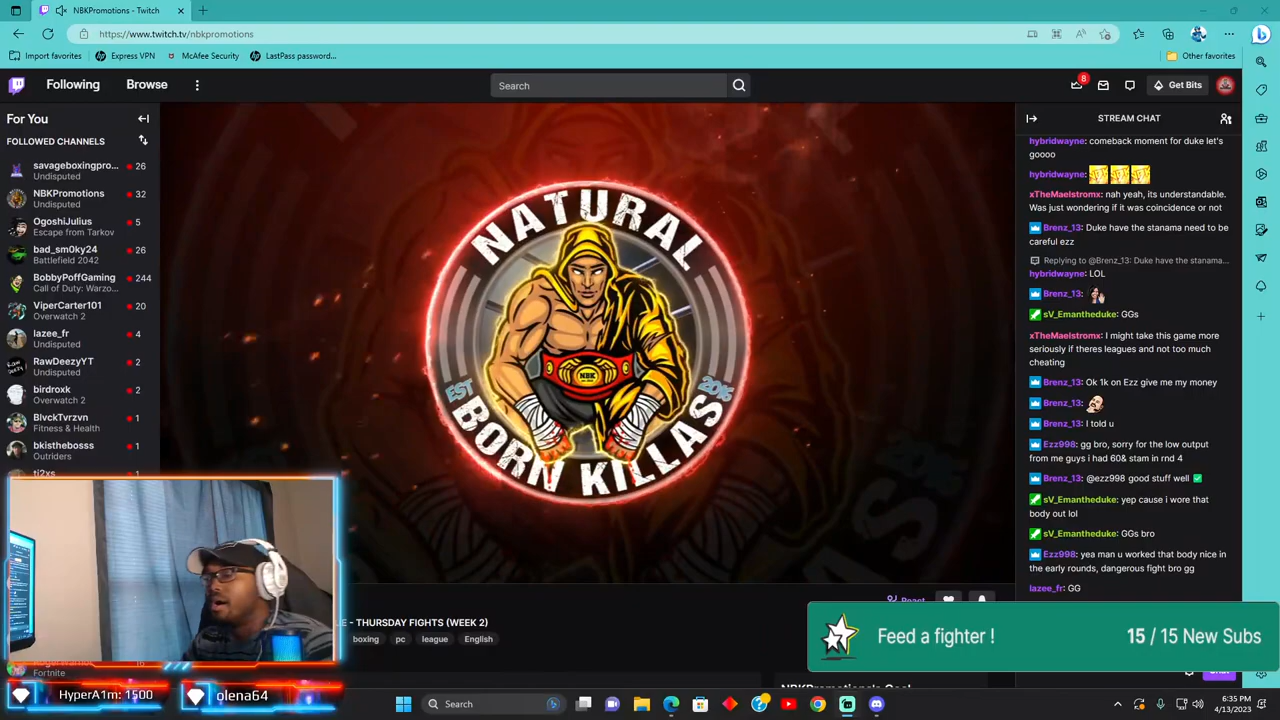 NBKPromotions - Twitch
https://www.twitch.tv/nbkpromotions
Import favorites
Express VPN
McAfee Security
LastPass password...
Other favorites
Following
Browse
Search
8
Get Bits
For You
FOLLOWED CHANNELS
savageboxingpro... 26
Undisputed
NBKPromotions 32
Undisputed
OgoshiJulius 5
Escape from Tarkov
bad_sm0ky24 26
Battlefield 2042
BobbyPoffGaming 244
Call of Duty: Warzo...
ViperCarter101 20
Overwatch 2
lazee_fr 4
Undisputed
RawDeezyYT 2
Undisputed
birdroxk 2
Overwatch 2
BlvckTvrzvn 1
Fitness & Health
bkisthebosss 1
Outriders
ti2xs 1
Fortnite
HyperA1m: 1500
olena64
NATURAL
NBK
EST
2016
BORN KILLAS
React
E - THURSDAY FIGHTS (WEEK 2)
boxing
pc
league
English
NBKPromotions's Goal
STREAM CHAT
hybridwayne: comeback moment for duke let's
goooo
hybridwayne:
xTheMaelstromx: nah yeah, its understandable.
Was just wondering if it was coincidence or not
Brenz_13: Duke have the stanama need to be
careful ezz
Replying to @Brenz_13: Duke have the stanama...
hybridwayne: LOL
Brenz_13:
sV_Emantheduke: GGs
xTheMaelstromx: I might take this game more
seriously if theres leagues and not too much
cheating
Brenz_13: Ok 1k on Ezz give me my money
Brenz_13:
Brenz_13: I told u
Ezz998: gg bro, sorry for the low output
from me guys i had 60& stam in rnd 4
Brenz_13: @ezz998 good stuff well
sV_Emantheduke: yep cause i wore that
body out lol
sV_Emantheduke: GGs bro
Ezz998: yea man u worked that body nice in
the early rounds, dangerous fight bro gg
lazee_fr: GG
Feed a fighter !
15 / 15 New Subs
Search
6:35 PM
4/13/2023